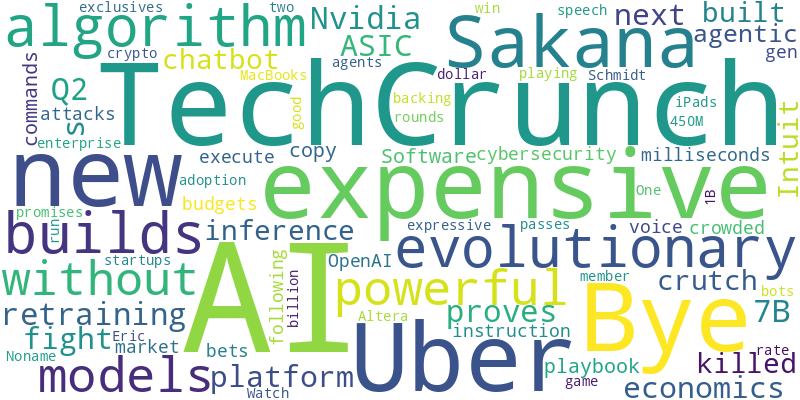 exclusives two win
algorithm Nvidia speech next built
crypto chatbot ASIC Sakana agentic
commands Q2 agents MacBooks dollar playing Schmidt gen
attacks s TechCrunch good backing rounds iPads 450M
enterprise execute copy Software cybersecurity milliseconds Intuit
new adoption expensive One 1B
promises budgets
builds run inference expressive passes voice crowded
without startups AI following billion OpenAI evolutionary
retraining powerful member crutch bots
fight Eric market Altera proves instruction Bye 7B
Noname bets Uber playbook killed rate
models platform Watch game economics